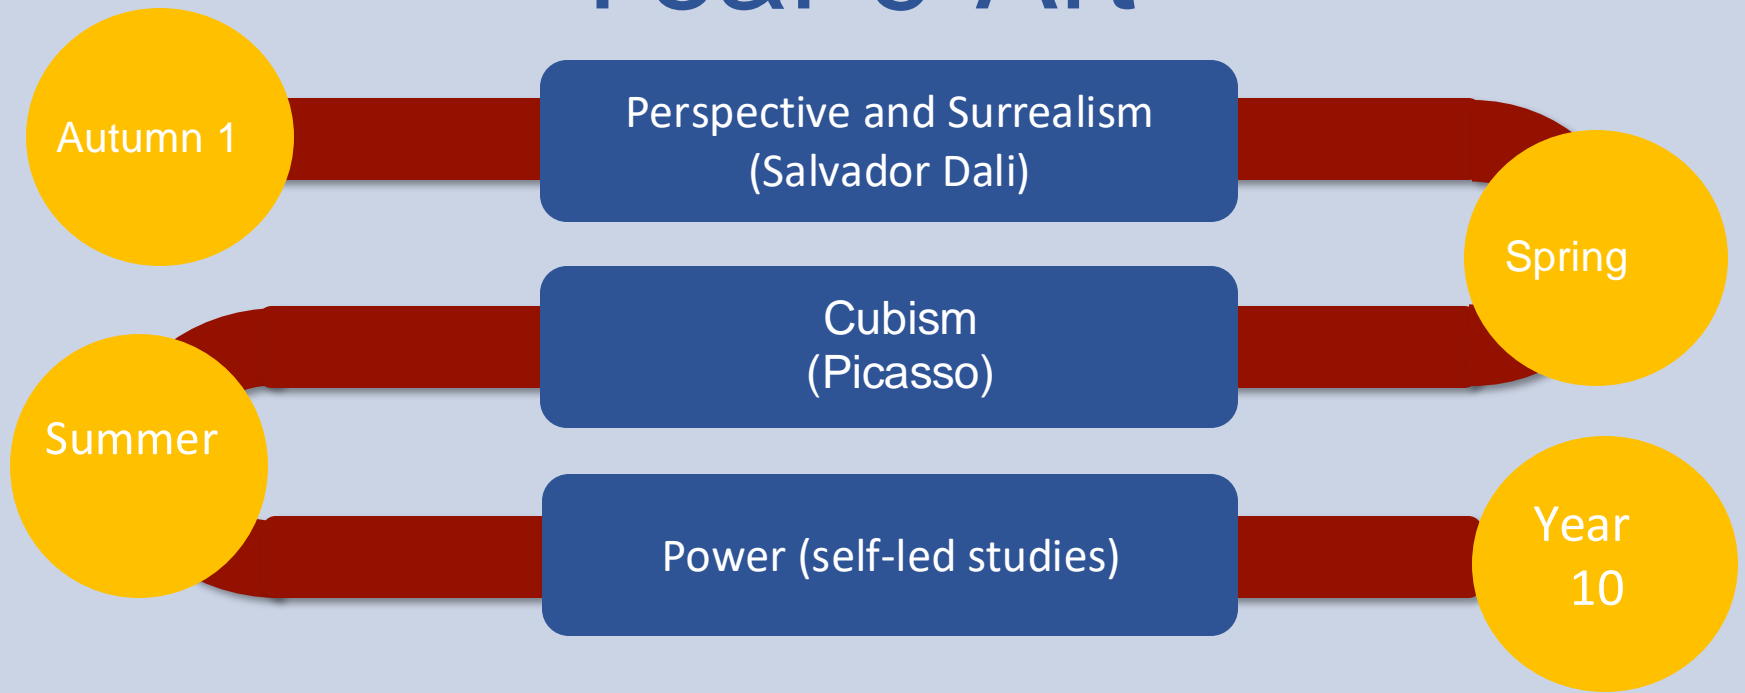 Autumn 1
Perspective and Surrealism
(Salvador Dali)
Spring
Cubism
(Picasso)
Summer
Power (self-led studies)
Year
10